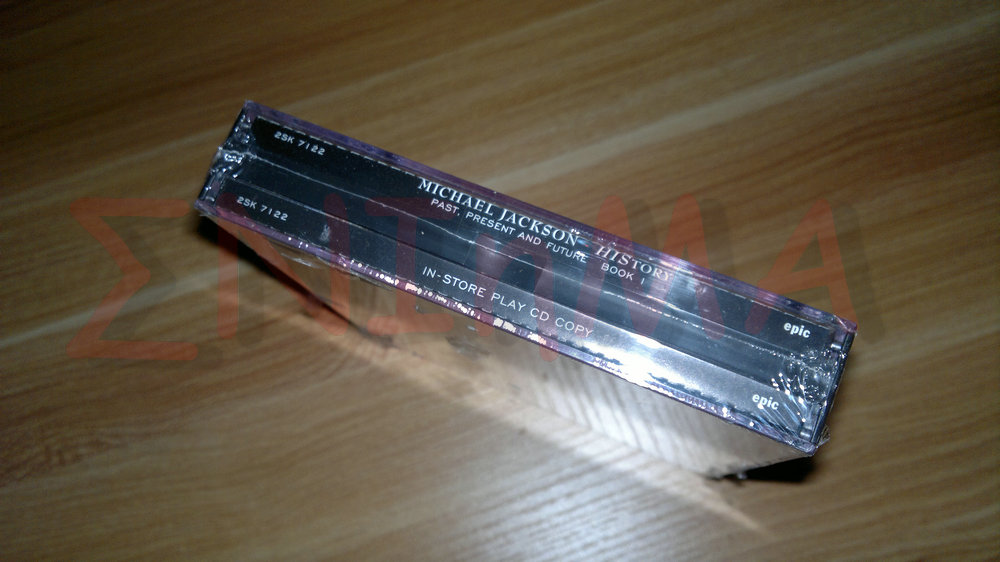 2SK 7122
MICHAEL JACKSON HISTORY
PAST, PRESENT AND FUTURE BOOK I
epic
2SK 7122
IN-STORE PLAY CD COPY
epic
ΣNIgMA